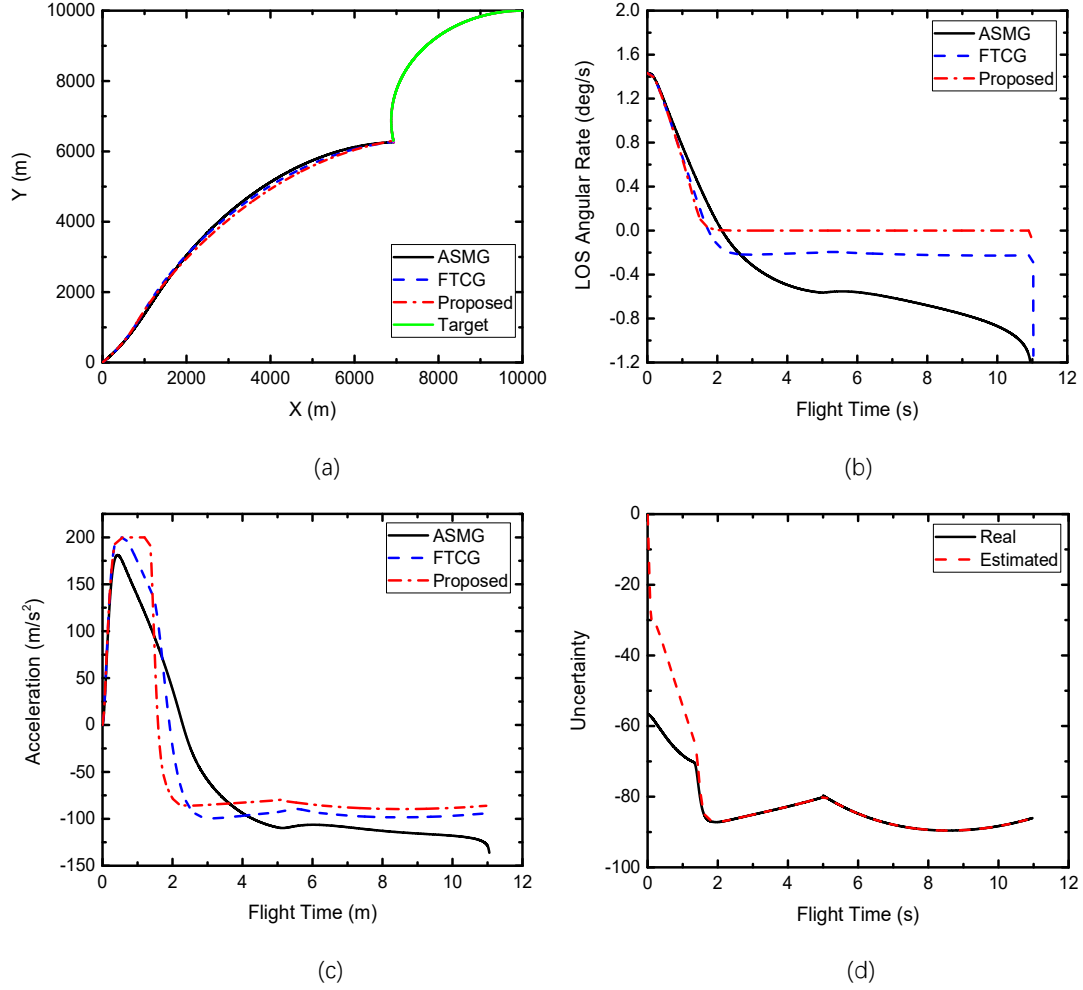 10000
8000
6000
4000
2000
0
Y (m)
ASMG
FTCG
Proposed
Target
0 2000 4000 6000 8000 10000
X (m)
(a)
2.0
1.6
1.2
0.8
0.4
0.0
-0.4
-0.8
-1.2
LOS Angular Rate (deg/s)
ASMG
FTCG
Proposed
0 2 4 6 8 10 12
Flight Time (s)
(b)
200
150
100
50
0
-50
-100
-150
Acceleration (m/s²)
ASMG
FTCG
Proposed
0 2 4 6 8 10 12
Flight Time (m)
(c)
0
-20
-40
-60
-80
-100
Uncertainty
Real
Estimated
0 2 4 6 8 10 12
Flight Time (s)
(d)